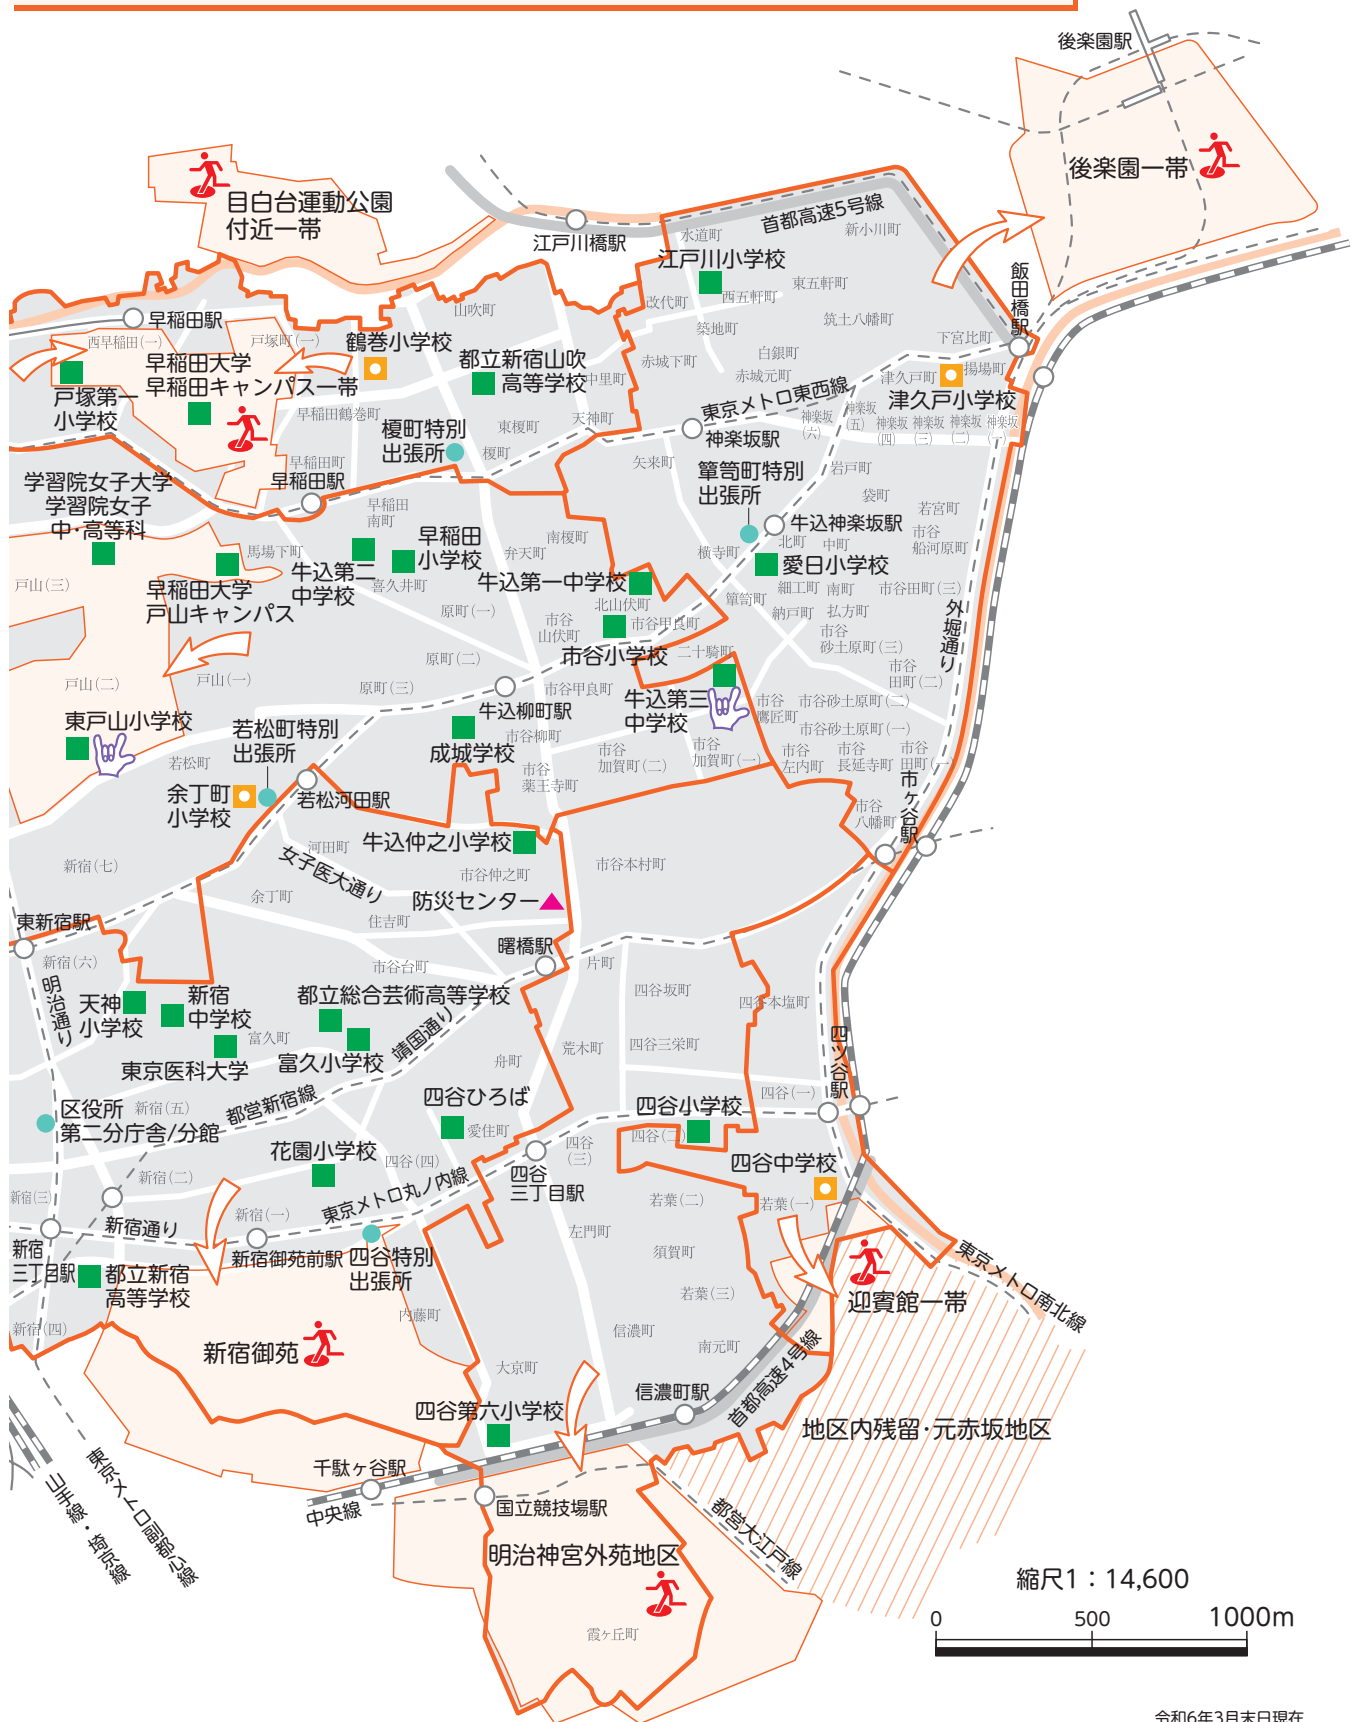 後楽園駅
後楽園一帯
目白台運動公園
付近一帯
江戸川橋駅
首都高速5号線
水道町
新小川町
江戸川小学校
飯田橋駅
東五軒町
西五軒町
改代町
山吹町
築地町
筑土八幡町
早稲田駅
西早稲田(一)
戸塚町(一)
鶴巻小学校
下宮比町
白銀町
赤城下町
赤城元町
都立新宿山吹
高等学校
中里町
早稲田大学
早稲田キャンパス一帯
戸塚第一
小学校
揚場町
津久戸町
津久戸小学校
東京メトロ東西線
早稲田鶴巻町
天神町
東榎町
榎町特別
出張所
榎町
神楽坂駅
神楽坂
(六)
神楽坂
(五)
神楽坂
(四)
神楽坂
(三)
神楽坂
(二)
神楽坂
(一)
早稲田町
早稲田駅
矢来町
岩戸町
袋町
簞笥町特別
出張所
学習院女子大学
学習院女子
中・高等科
早稲田
南町
早稲田
小学校
若宮町
牛込神楽坂駅
市谷
船河原町
南榎町
弁天町
北町
中町
横寺町
馬場下町
牛込第二
中学校
喜久井町
牛込第一中学校
愛日小学校
戸山(三)
早稲田大学
戸山キャンパス
細工町
南町
市谷田町(三)
簞笥町
北山伏町
原町(一)
市谷
山伏町
市谷甲良町
納戸町
払方町
外堀通り
市谷
砂土原町(三)
市谷小学校
二十騎町
原町(二)
市谷
田町(二)
戸山(二)
戸山(一)
原町(三)
市谷甲良町
牛込柳町駅
牛込第三
中学校
市谷
鷹匠町
市谷砂土原町(二)
市谷砂土原町(一)
東戸山小学校
若松町特別
出張所
成城学校
市谷柳町
市谷
加賀町(二)
市谷
加賀町(一)
市谷
左内町
市谷
長延寺町
市谷
田町(一)
若松町
市谷
薬王寺町
余丁町
小学校
若松河田駅
市ヶ谷駅
市谷
八幡町
河田町
牛込仲之小学校
女子医大通り
市谷本村町
新宿(七)
市谷仲之町
余丁町
防災センター
住吉町
東新宿駅
曙橋駅
新宿(六)
市谷台町
片町
明治通り
天神
小学校
新宿
中学校
都立総合芸術高等学校
四谷坂町
四谷本塩町
靖国通り
富久町
東京医科大学
富久小学校
荒木町
四谷三栄町
舟町
四ツ谷駅
都営新宿線
四谷ひろば
四谷(一)
区役所
第二分庁舎/分館
新宿(五)
四谷小学校
愛住町
四谷
(三)
四谷(二)
花園小学校
四谷(四)
四谷中学校
新宿(二)
新宿(三)
四谷
三丁目駅
東京メトロ丸ノ内線
若葉(二)
若葉(一)
新宿通り
新宿(一)
左門町
須賀町
新宿
三丁目駅
新宿御苑前駅
四谷特別
出張所
東京メトロ南北線
都立新宿
高等学校
若葉(三)
迎賓館一帯
内藤町
新宿(四)
新宿御苑
信濃町
南元町
首都高速4号線
大京町
信濃町駅
四谷第六小学校
地区内残留・元赤坂地区
千駄ヶ谷駅
中央線
国立競技場駅
東京メトロ副都心線
山手線・埼京線
都営大江戸線
明治神宮外苑地区
霞ヶ丘町
縮尺1：14,600
0
500
1000m
令和6年3月末日現在